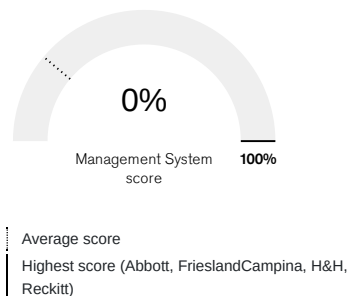 0%
Management System
score
100%
Average score
Highest score (Abbott, FrieslandCampina, H&H,
Reckitt)